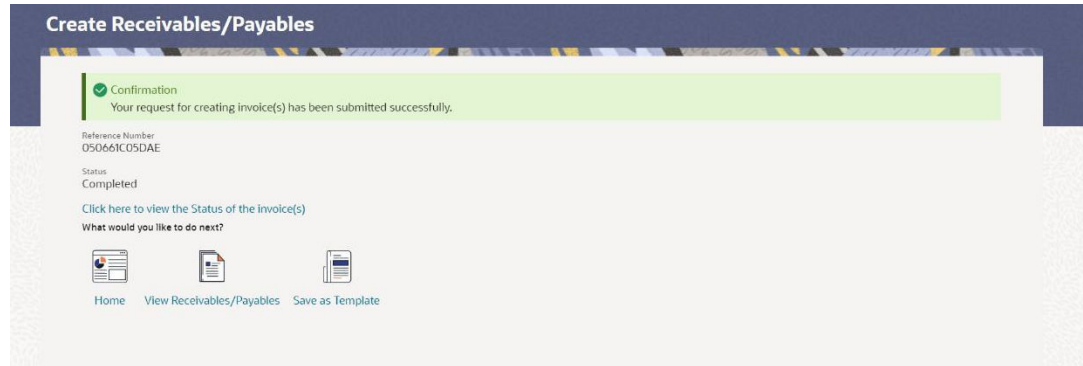 Create Receivables/Payables
Confirmation
Your request for creating invoice(s) has been submitted successfully.
Reference Number
050661C05DAE
Status
Completed
Click here to view the Status of the invoice(s)
What would you like to do next?
Home View Receivables/Payables Save as Template